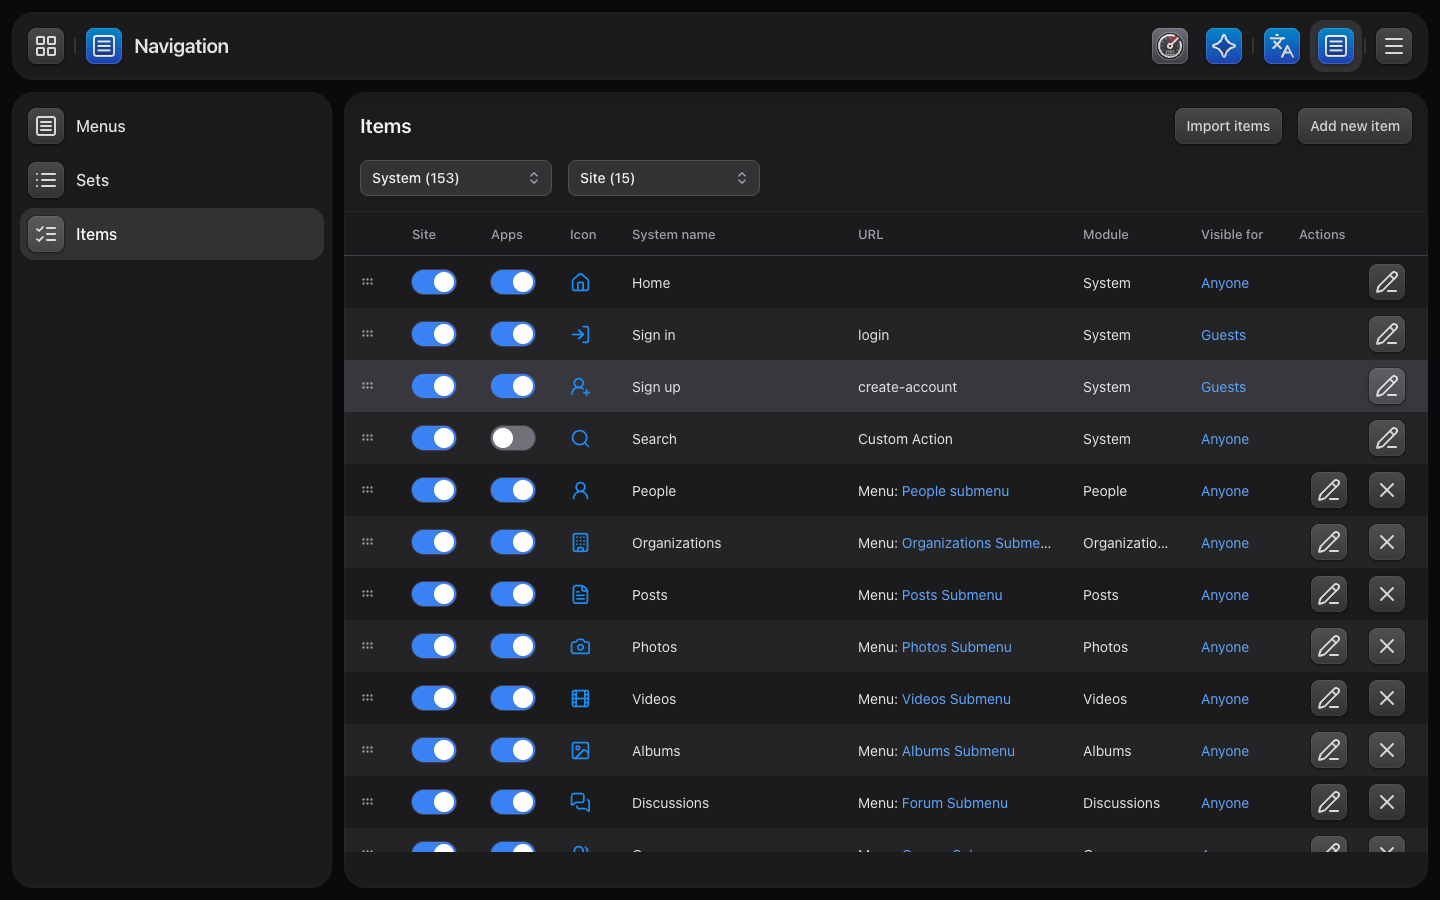 Navigation
Menus
Sets
Items
Items
Import items
Add new item
System (153)
Site (15)
Site Apps Icon System name URL Module Visible for Actions
Home System Anyone
Sign in login System Guests
Sign up create-account System Guests
Search Custom Action System Anyone
People Menu: People submenu People Anyone
Organizations Menu: Organizations Subme... Organizatio... Anyone
Posts Menu: Posts Submenu Posts Anyone
Photos Menu: Photos Submenu Photos Anyone
Videos Menu: Videos Submenu Videos Anyone
Albums Menu: Albums Submenu Albums Anyone
Discussions Menu: Forum Submenu Discussions Anyone